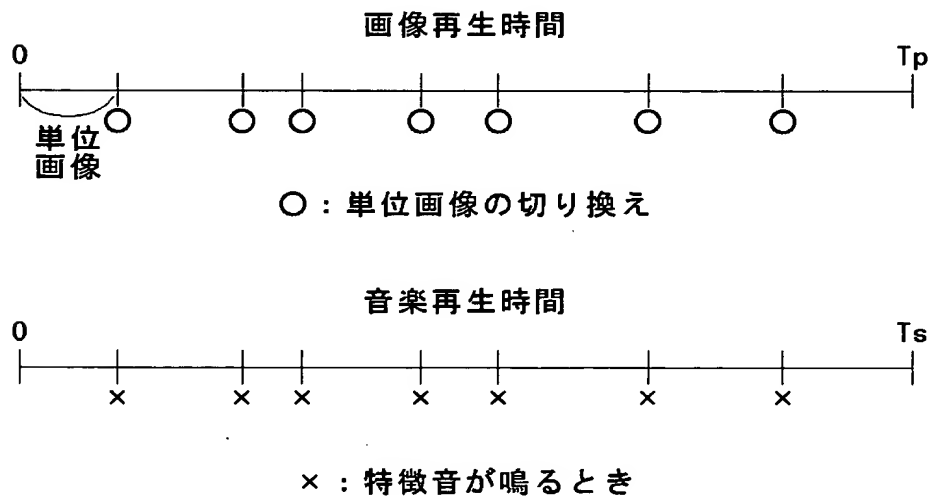 画像再生時間
0 Tp
単位
画像
○：単位画像の切り換え
音楽再生時間
0 Ts
×：特徴音が鳴るとき